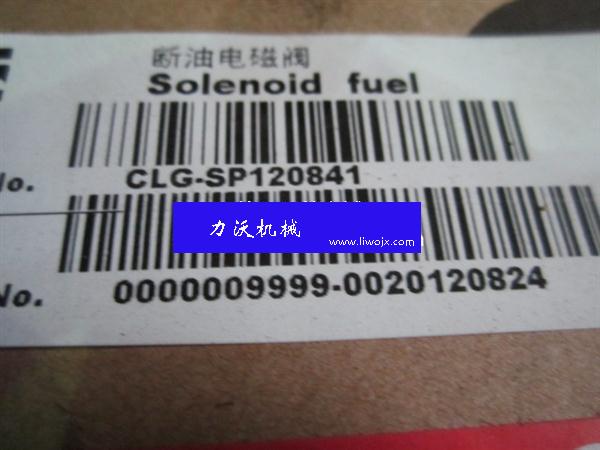 断油电磁阀
Solenoid fuel
No. CLG-SP120841
力沃机械
www.liwojx.com
No. 0000009999-0020120824